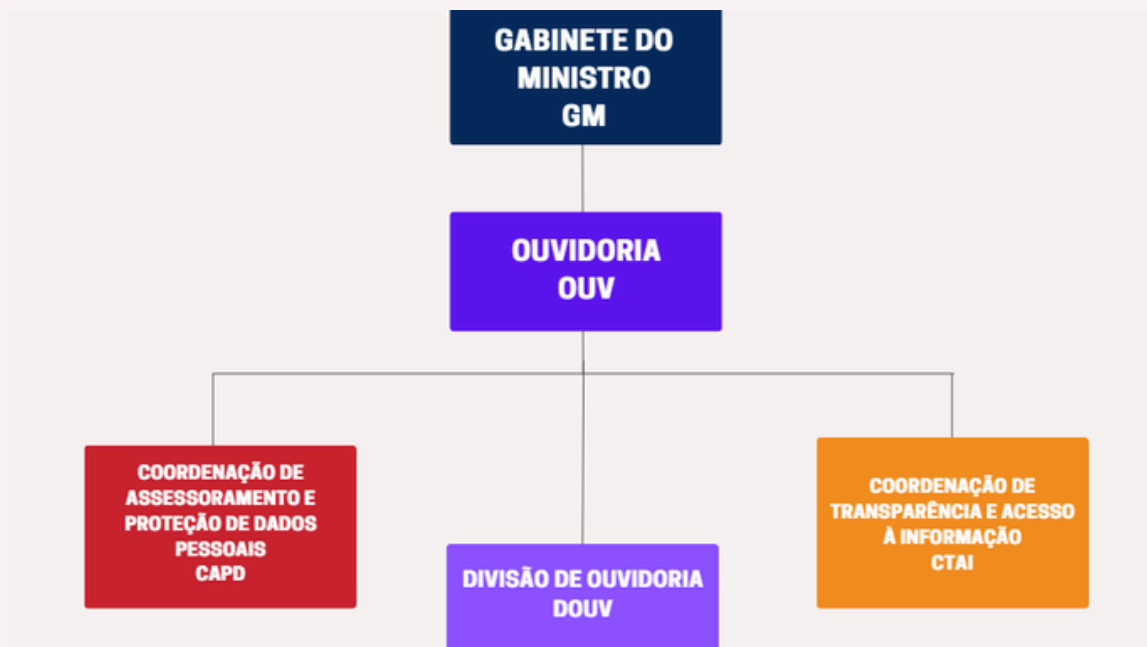 GABINETE DO
MINISTRO
GM
OUVIDORIA
OUV
COORDENAÇÃO DE
ASSESSORAMENTO E
PROTEÇÃO DE DADOS
PESSOAIS
CAPD
DIVISÃO DE OUVIDORIA
DOUV
COORDENAÇÃO DE
TRANSPARÊNCIA E ACESSO
À INFORMAÇÃO
CTAI